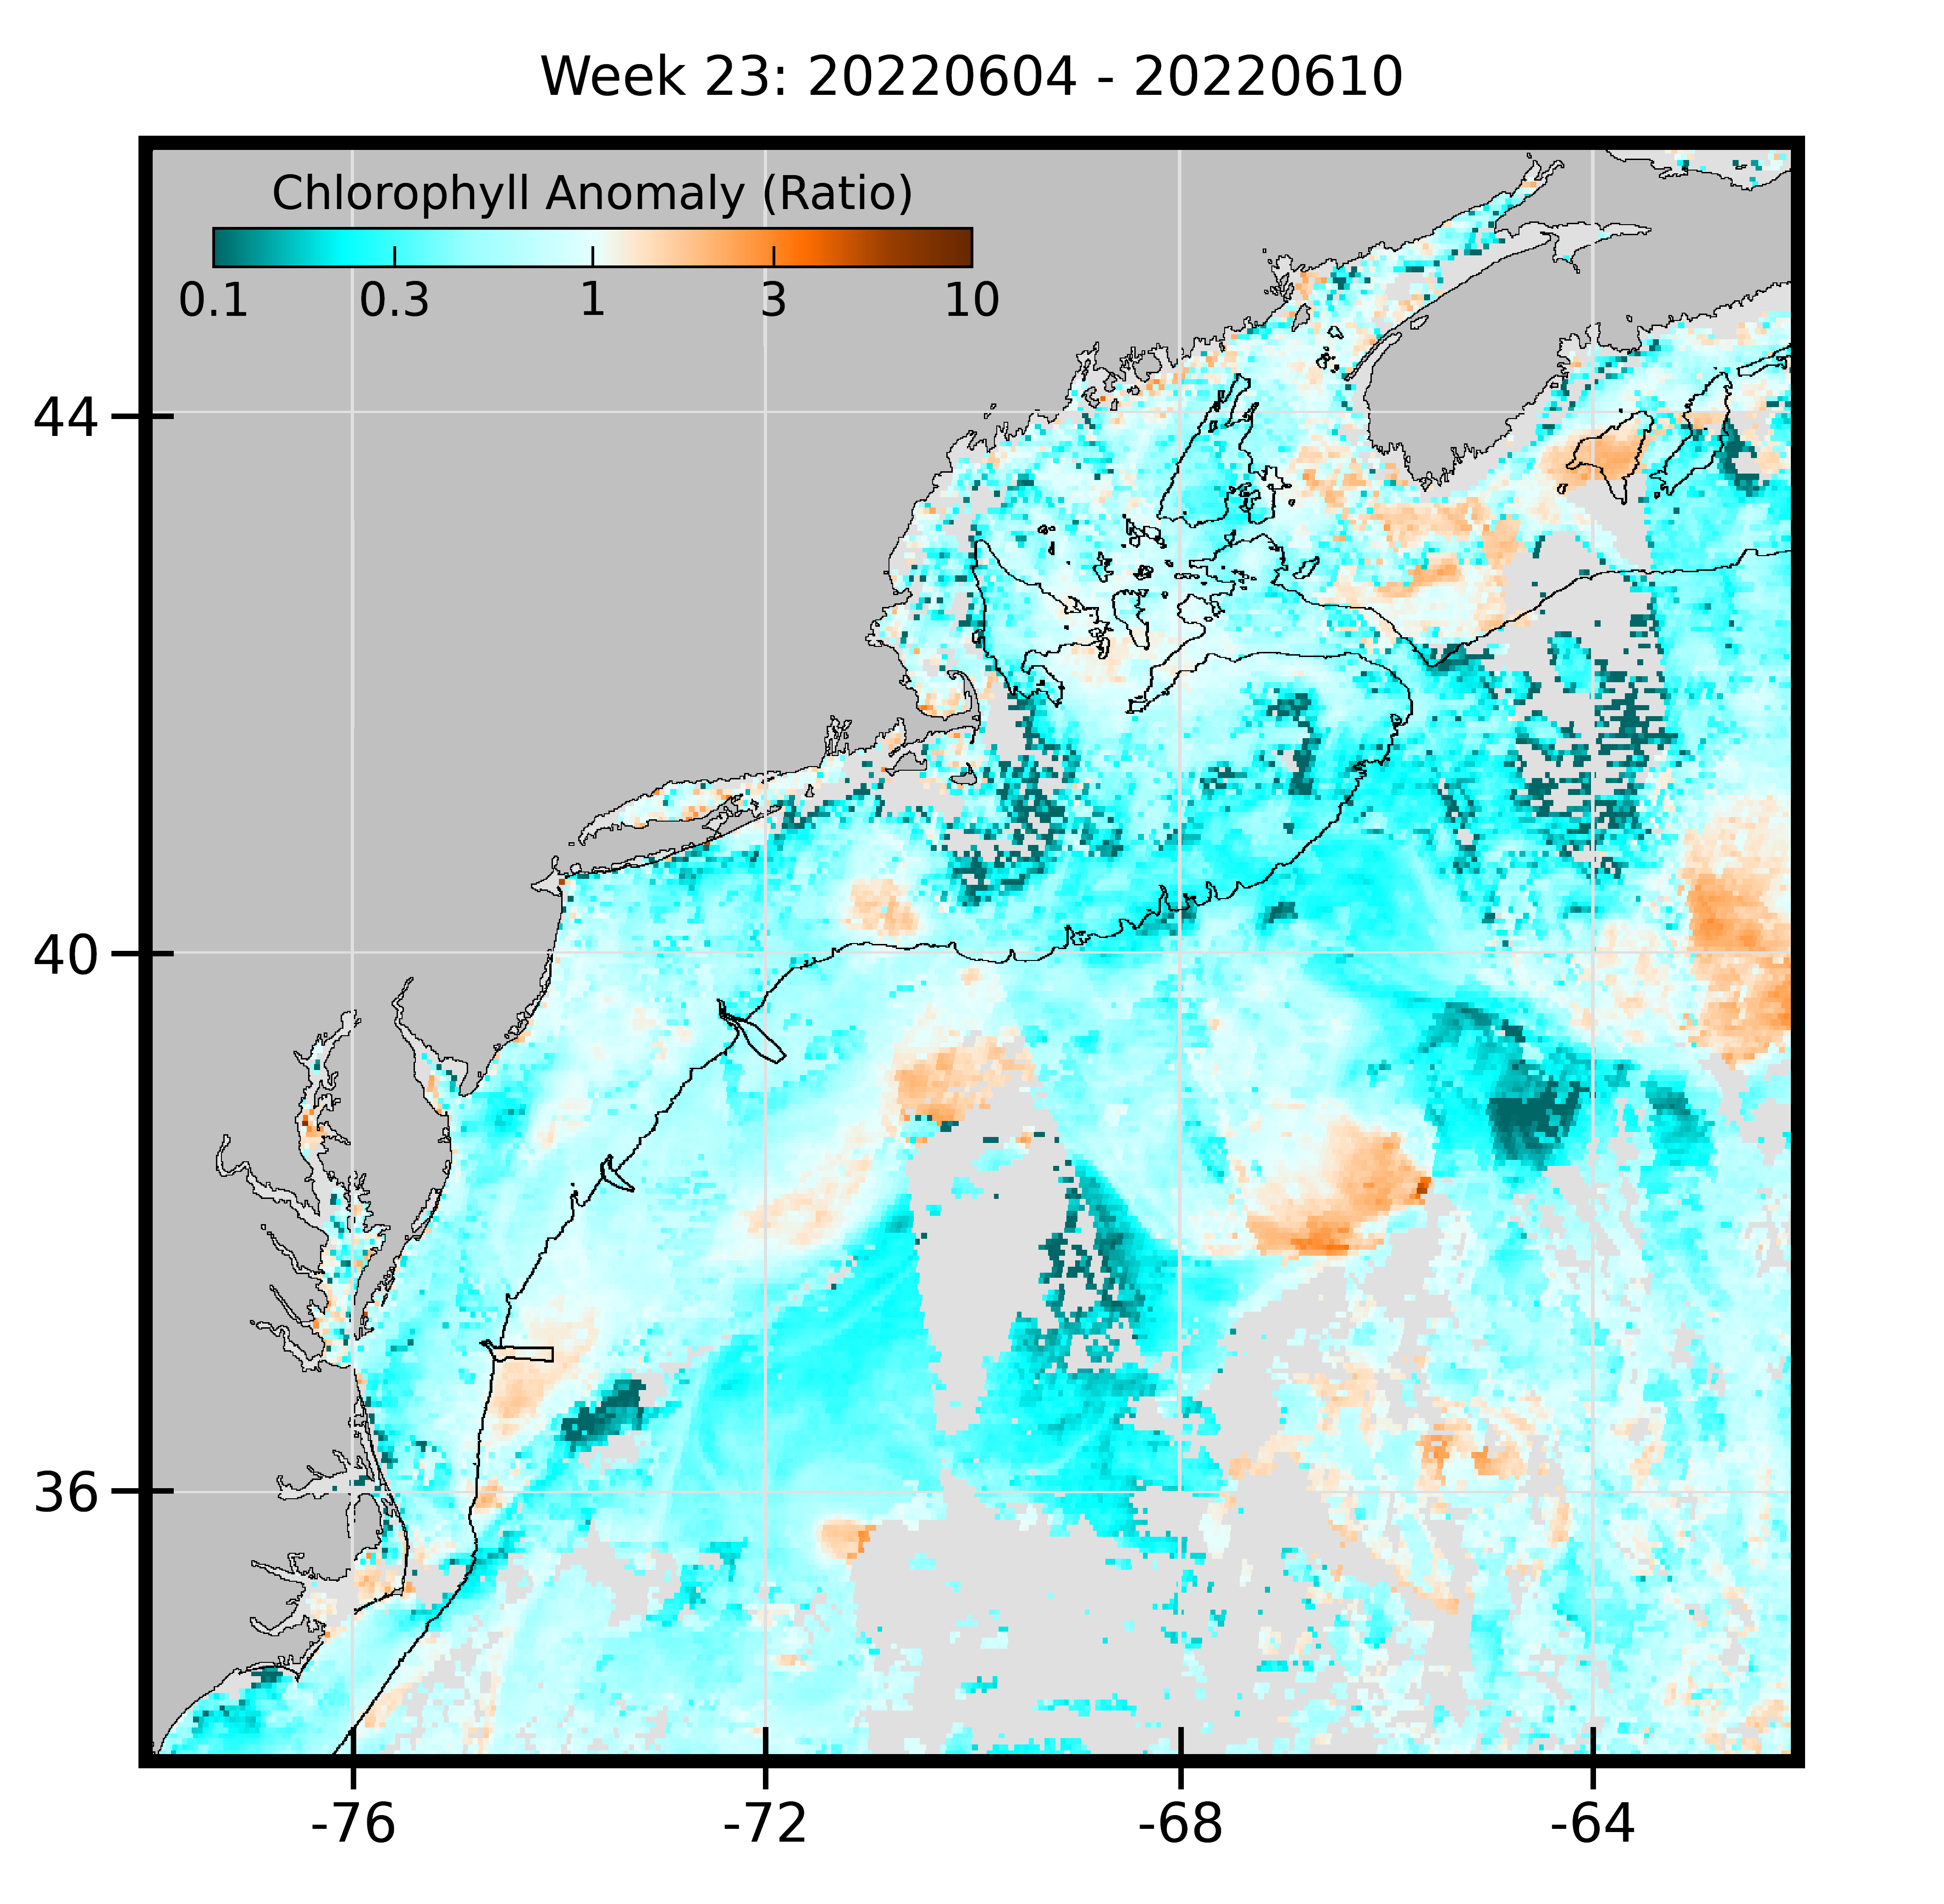 Week 23: 20220604 - 20220610
Chlorophyll Anomaly (Ratio)
0.1 0.3 1 3 10
44
40
36
-76 -72 -68 -64